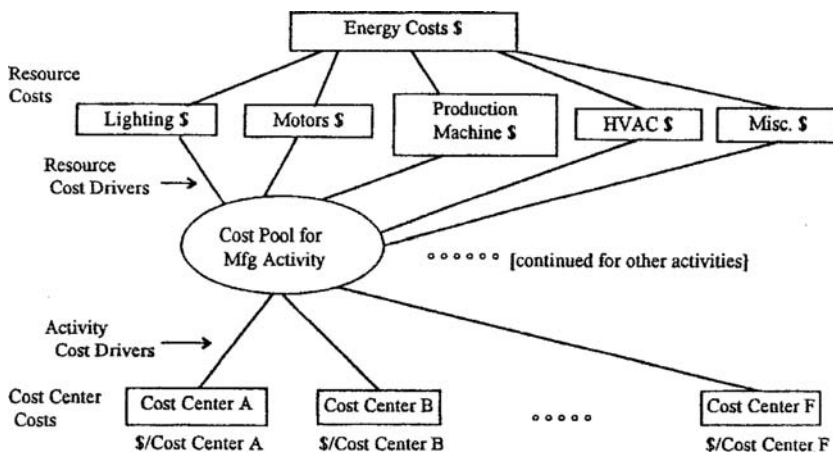 Energy Costs $
Resource
Costs
Lighting $
Motors $
Production
Machine $
HVAC $
Misc. $
Resource
Cost Drivers
Cost Pool for
Mfg Activity
[continued for other activities]
Activity
Cost Drivers
Cost Center
Costs
Cost Center A
Cost Center B
Cost Center F
$/Cost Center A
$/Cost Center B
$/Cost Center F